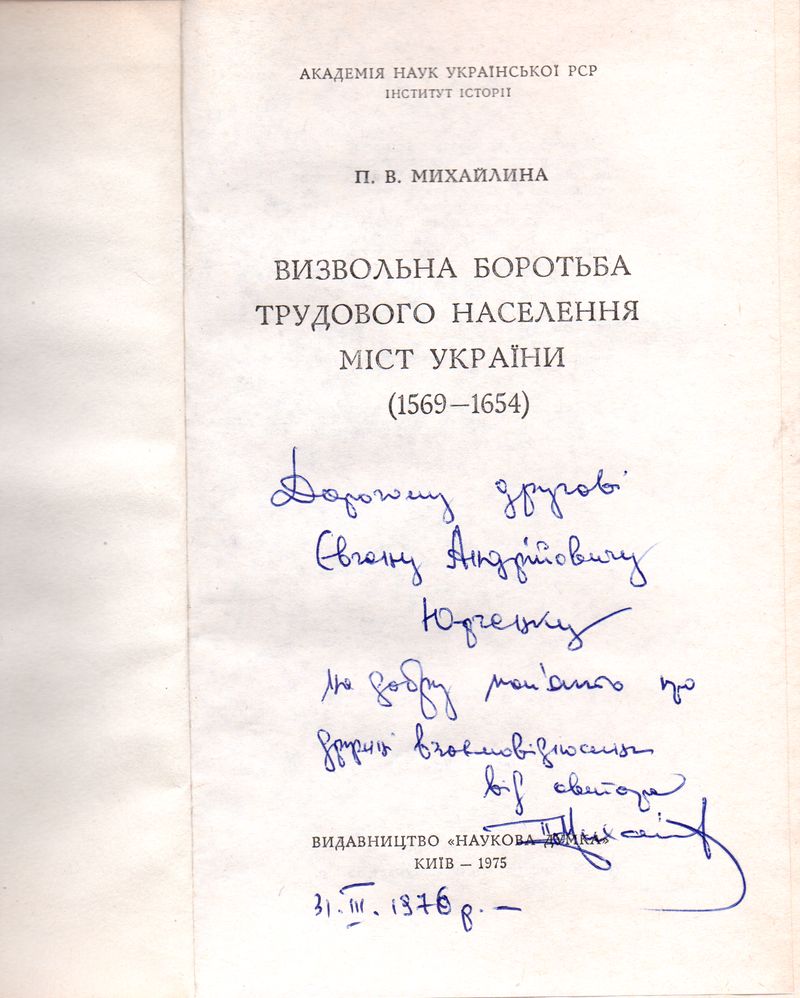 АКАДЕМІЯ НАУК УКРАЇНСЬКОЇ РСР
ІНСТИТУТ ІСТОРІЇ
П. В. МИХАЙЛИНА
ВИЗВОЛЬНА БОРОТЬБА
ТРУДОВОГО НАСЕЛЕННЯ
МІСТ УКРАЇНИ
(1569—1654)
Дорогому другові
Євгену Андрійовичу
Юрченку
на добру пам'ять про
дружні взаємовідносини
від автора
П Михай
ВИДАВНИЦТВО «НАУКОВА ДУМКА»
КИЇВ — 1975
31. III. 1976 р. —